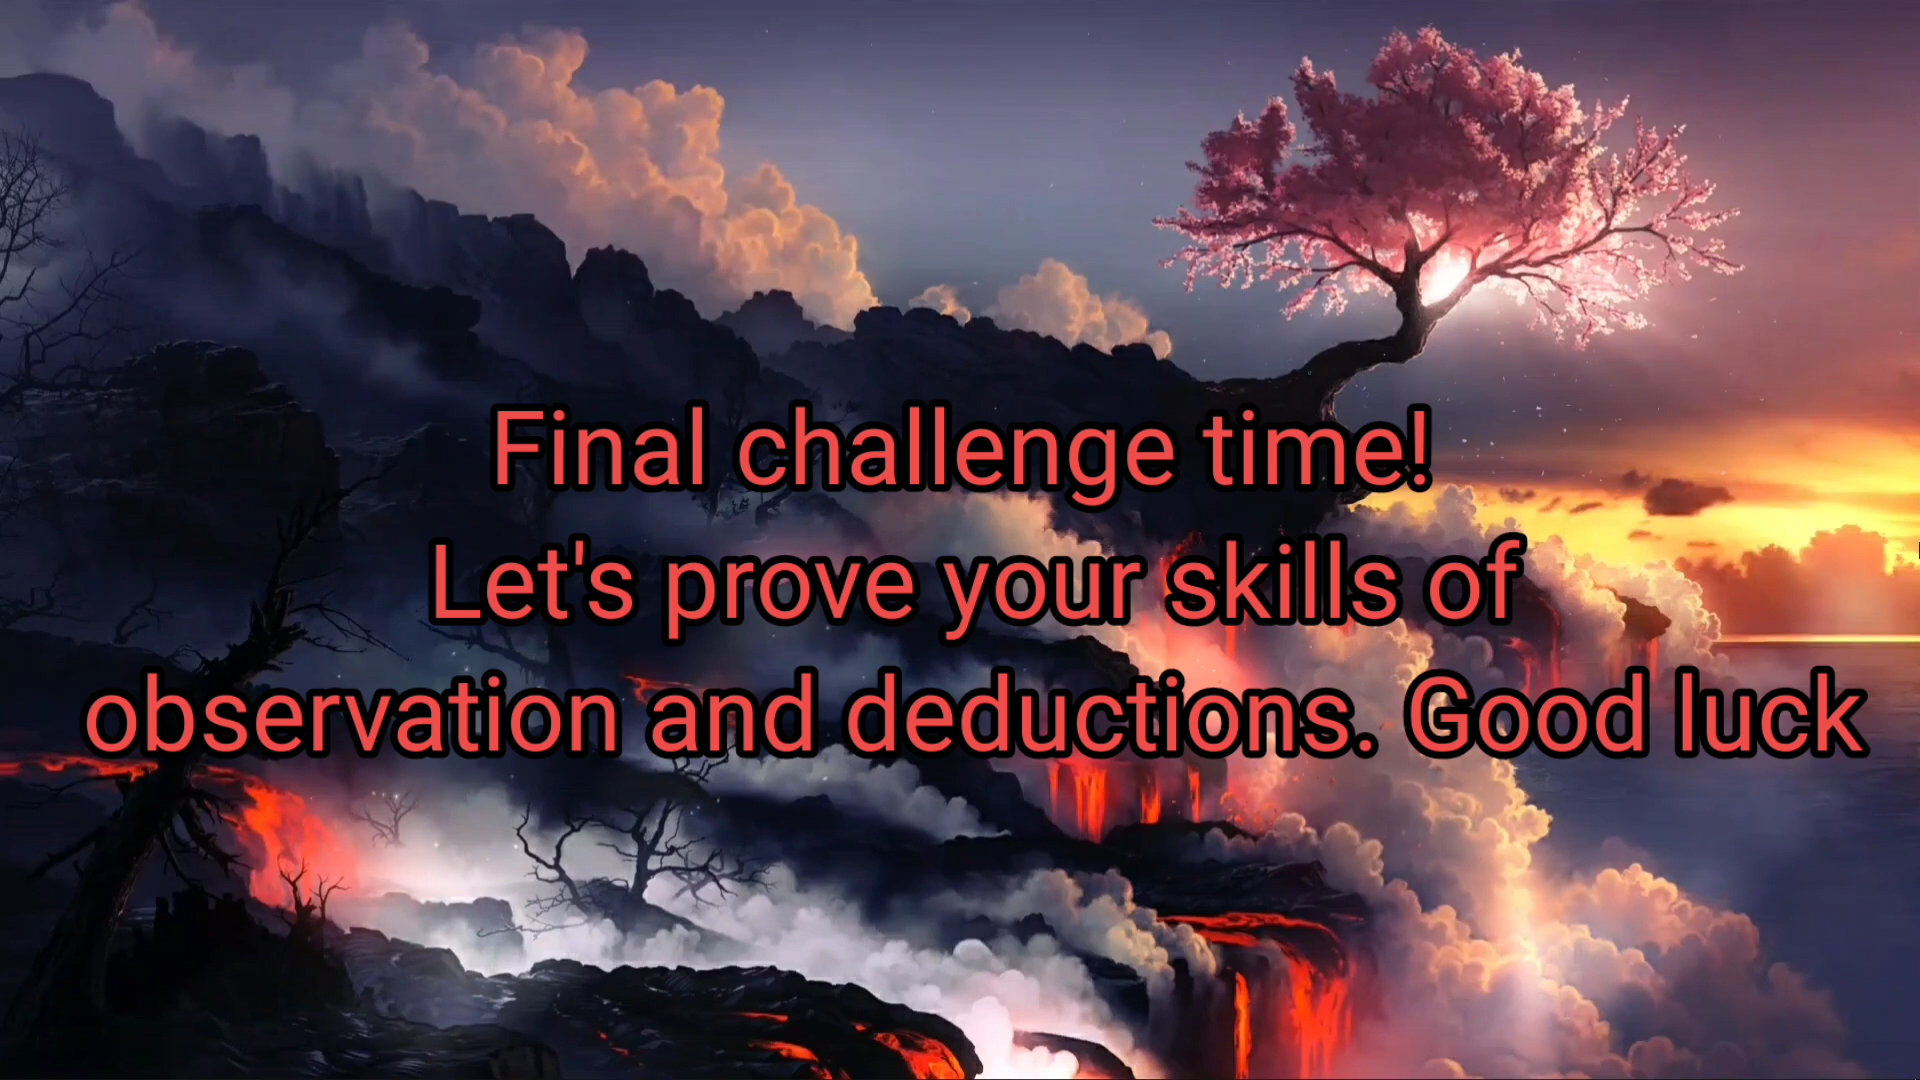 Final challenge time!
Let's prove your skills of
observation and deductions. Good luck